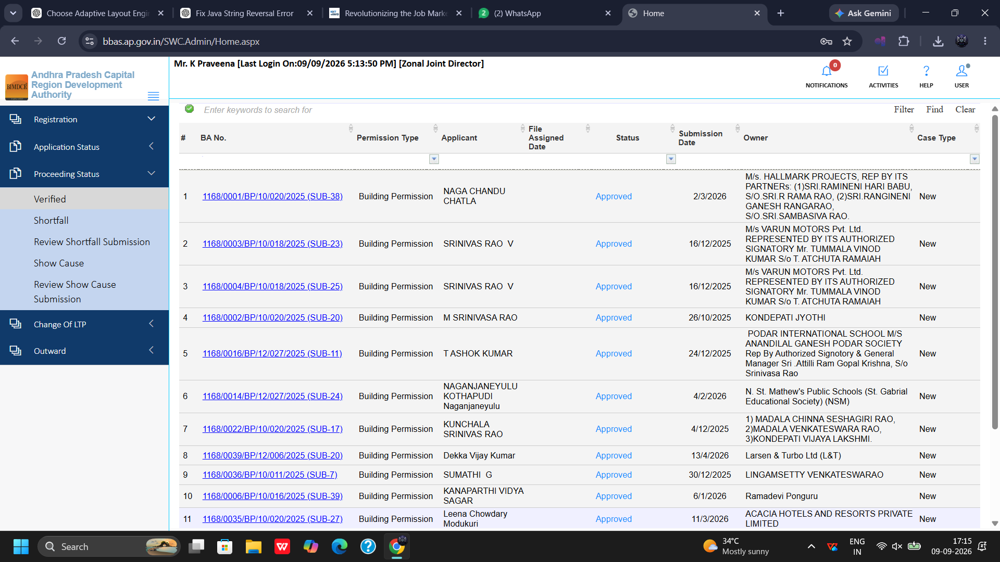 Choose Adaptive Layout Engi
Fix Java String Reversal Error
Revolutionizing the Job Marke
(2) WhatsApp
Home
Ask Gemini
bbas.ap.gov.in/SWC.Admin/Home.aspx
Mr. K Praveena [Last Login On:09/09/2026 5:13:50 PM] [Zonal Joint Director]
BIMDCR
Andhra Pradesh Capital
Region Development
Authority
0
NOTIFICATIONS
ACTIVITIES
HELP
USER
Registration
Application Status
Proceeding Status
Verified
Shortfall
Review Shortfall Submission
Show Cause
Review Show Cause
Submission
Change Of LTP
Outward
Enter keywords to search for
Filter Find Clear
# BA No. Permission Type Applicant File Assigned Date Status Submission Date Owner Case Type
1 1168/0001/BP/10/020/2025 (SUB-38) Building Permission NAGA CHANDU CHATLA Approved 2/3/2026 M/s. HALLMARK PROJECTS, REP BY ITS
PARTNERs: (1)SRI.RAMINENI HARI BABU,
S/O.SRI.R RAMA RAO, (2)SRI.RANGINENI
GANESH RANGARAO,
S/O.SRI.SAMBASIVA RAO. New
2 1168/0003/BP/10/018/2025 (SUB-23) Building Permission SRINIVAS RAO V Approved 16/12/2025 M/s VARUN MOTORS Pvt. Ltd.
REPRESENTED BY ITS AUTHORIZED
SIGNATORY Mr. TUMMALA VINOD
KUMAR S/o T. ATCHUTA RAMAIAH New
3 1168/0004/BP/10/018/2025 (SUB-25) Building Permission SRINIVAS RAO V Approved 16/12/2025 M/s VARUN MOTORS Pvt. Ltd.
REPRESENTED BY ITS AUTHORIZED
SIGNATORY Mr. TUMMALA VINOD
KUMAR S/o T. ATCHUTA RAMAIAH New
4 1168/0002/BP/10/020/2025 (SUB-20) Building Permission M SRINIVASA RAO Approved 26/10/2025 KONDEPATI JYOTHI New
5 1168/0016/BP/12/027/2025 (SUB-11) Building Permission T ASHOK KUMAR Approved 24/12/2025 PODAR INTERNATIONAL SCHOOL M/S
ANANDILAL GANESH PODAR SOCIETY
Rep By Authorized Signotory & General
Manager Sri .Attilli Ram Gopal Krishna, S/o
Srinivasa Rao New
6 1168/0014/BP/12/027/2025 (SUB-24) Building Permission NAGANJANEYULU KOTHAPUDI Naganjaneyulu Approved 4/2/2026 N. St. Mathew's Public Schools (St. Gabrial
Educational Society) (NSM) New
7 1168/0022/BP/10/020/2025 (SUB-17) Building Permission KUNCHALA SRINIVAS RAO Approved 4/12/2025 1) MADALA CHINNA SESHAGIRI RAO,
2)MADALA VENKATESWARA RAO,
3)KONDEPATI VIJAYA LAKSHMI. New
8 1168/0039/BP/12/006/2025 (SUB-20) Building Permission Dekka Vijay Kumar Approved 13/4/2026 Larsen & Turbo Ltd (L&T) New
9 1168/0036/BP/10/011/2025 (SUB-7) Building Permission SUMATHI G Approved 30/12/2025 LINGAMSETTY VENKATESWARAO New
10 1168/0006/BP/10/016/2025 (SUB-39) Building Permission KANAPARTHI VIDYA SAGAR Approved 6/1/2026 Ramadevi Ponguru New
11 1168/0035/BP/10/020/2025 (SUB-27) Building Permission Leena Chowdary Modukuri Approved 11/3/2026 ACACIA HOTELS AND RESORTS PRIVATE
LIMITED New
Search
34°C
Mostly sunny
ENG
IN
17:15
09-09-2026